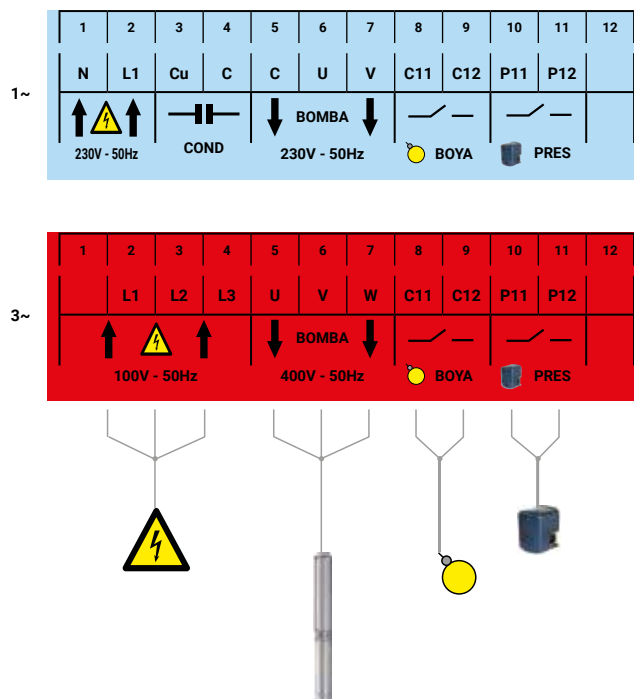 1 2 3 4 5 6 7 8 9 10 11 12
N L1 Cu C C U V C11 C12 P11 P12
1~
BOMBA
230V - 50Hz COND 230V - 50Hz BOYA PRES
1 2 3 4 5 6 7 8 9 10 11 12
L1 L2 L3 U V W C11 C12 P11 P12
3~
BOMBA
100V - 50Hz 400V - 50Hz BOYA PRES